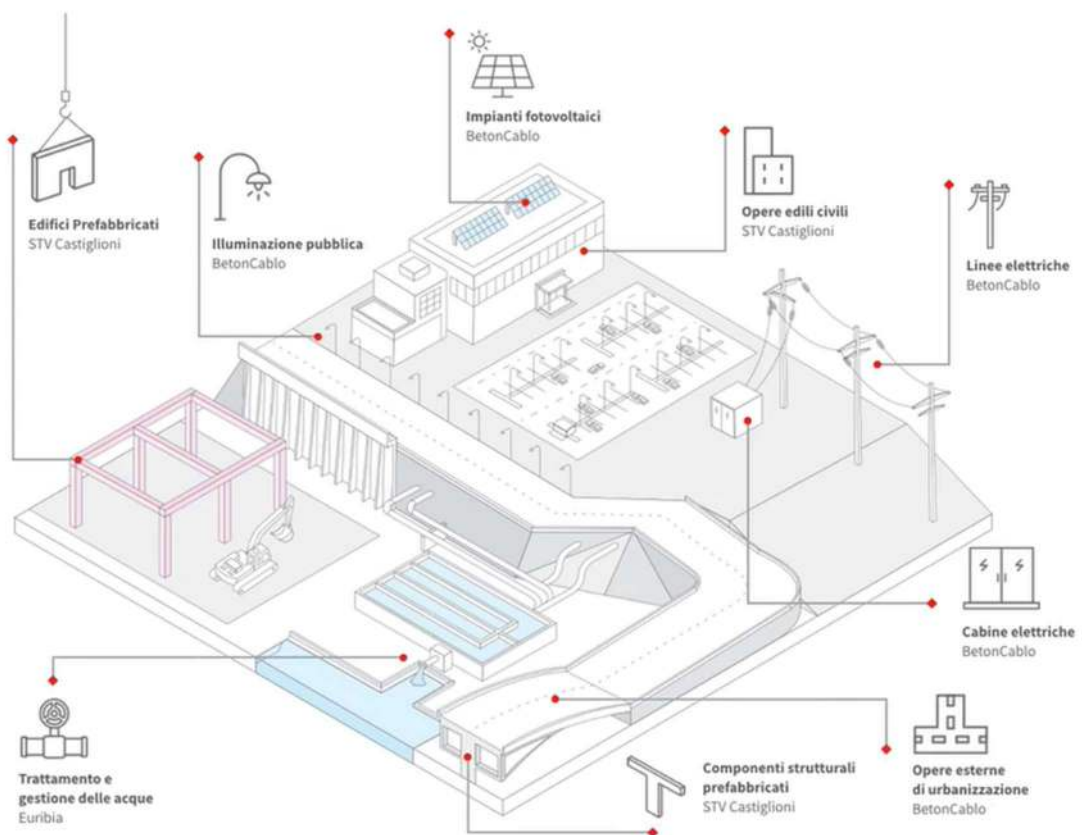 Impianti fotovoltaici
BetonCablo
Edifici Prefabbricati
STV Castiglioni
Illuminazione pubblica
BetonCablo
Opere edili civili
STV Castiglioni
Linee elettriche
BetonCablo
Cabine elettriche
BetonCablo
Trattamento e
gestione delle acque
Euribia
Componenti strutturali
prefabbricati
STV Castiglioni
Opere esterne
di urbanizzazione
BetonCablo